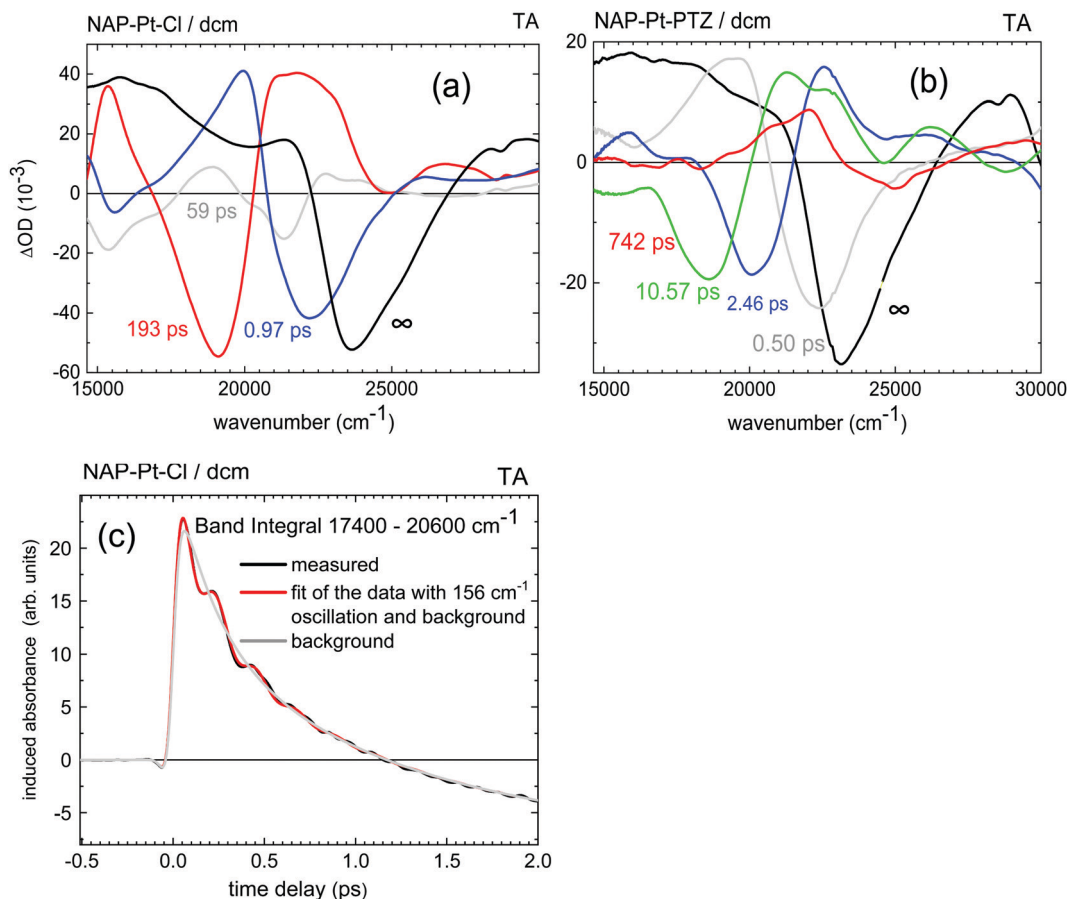 NAP-Pt-Cl / dcm TA
(a)
ΔOD (10⁻³)
40
20
0
-20
-40
-60
59 ps
193 ps
0.97 ps
∞
15000 20000 25000
wavenumber (cm⁻¹)
NAP-Pt-PTZ / dcm TA
(b)
20
0
-20
742 ps
10.57 ps
2.46 ps
0.50 ps
∞
15000 20000 25000 30000
wavenumber (cm⁻¹)
NAP-Pt-Cl / dcm TA
(c)
Band Integral 17400 - 20600 cm⁻¹
measured
fit of the data with 156 cm⁻¹
oscillation and background
background
induced absorbance (arb. units)
20
15
10
5
0
-5
-0.5 0.0 0.5 1.0 1.5 2.0
time delay (ps)